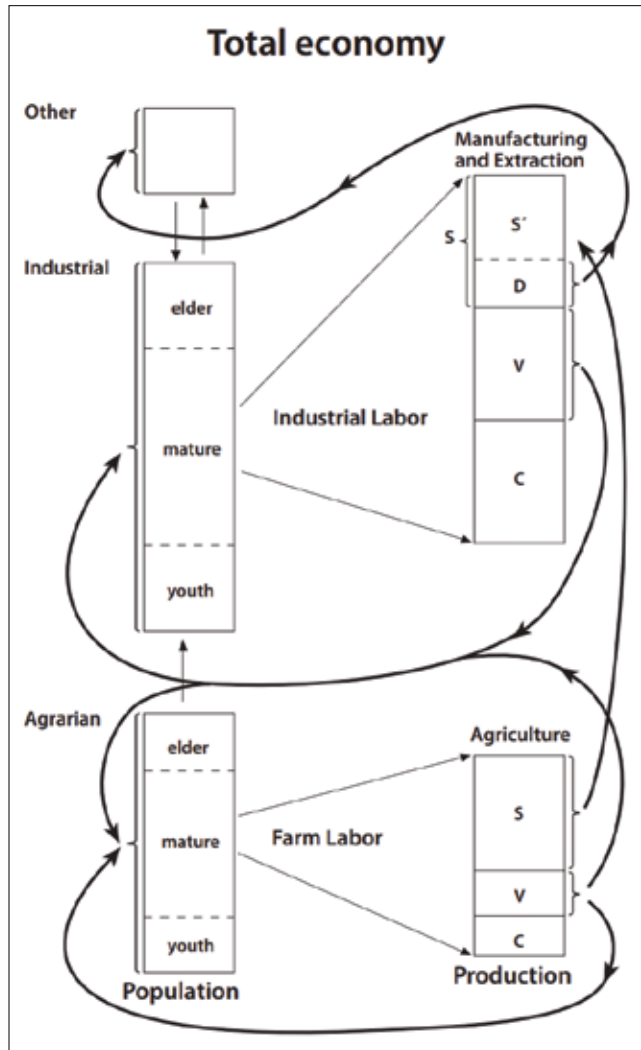 Total economy
Other
Manufacturing
and Extraction
S
S´
D
V
C
Industrial
elder
mature
youth
Industrial Labor
Agrarian
elder
mature
youth
Farm Labor
Agriculture
S
V
C
Population
Production